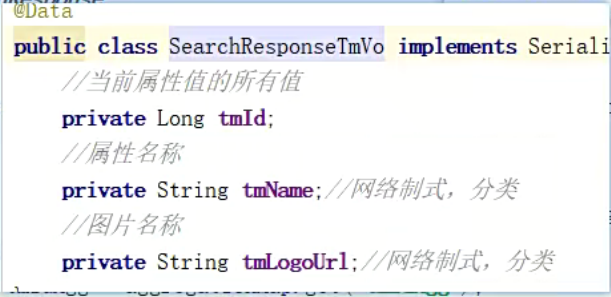 @Data
public class SearchResponseTmVo implements Seriali
//当前属性值的所有值
private Long tmId;
//属性名称
private String tmName;//网络制式，分类
//图片名称
private String tmLogoUrl;//网络制式，分类